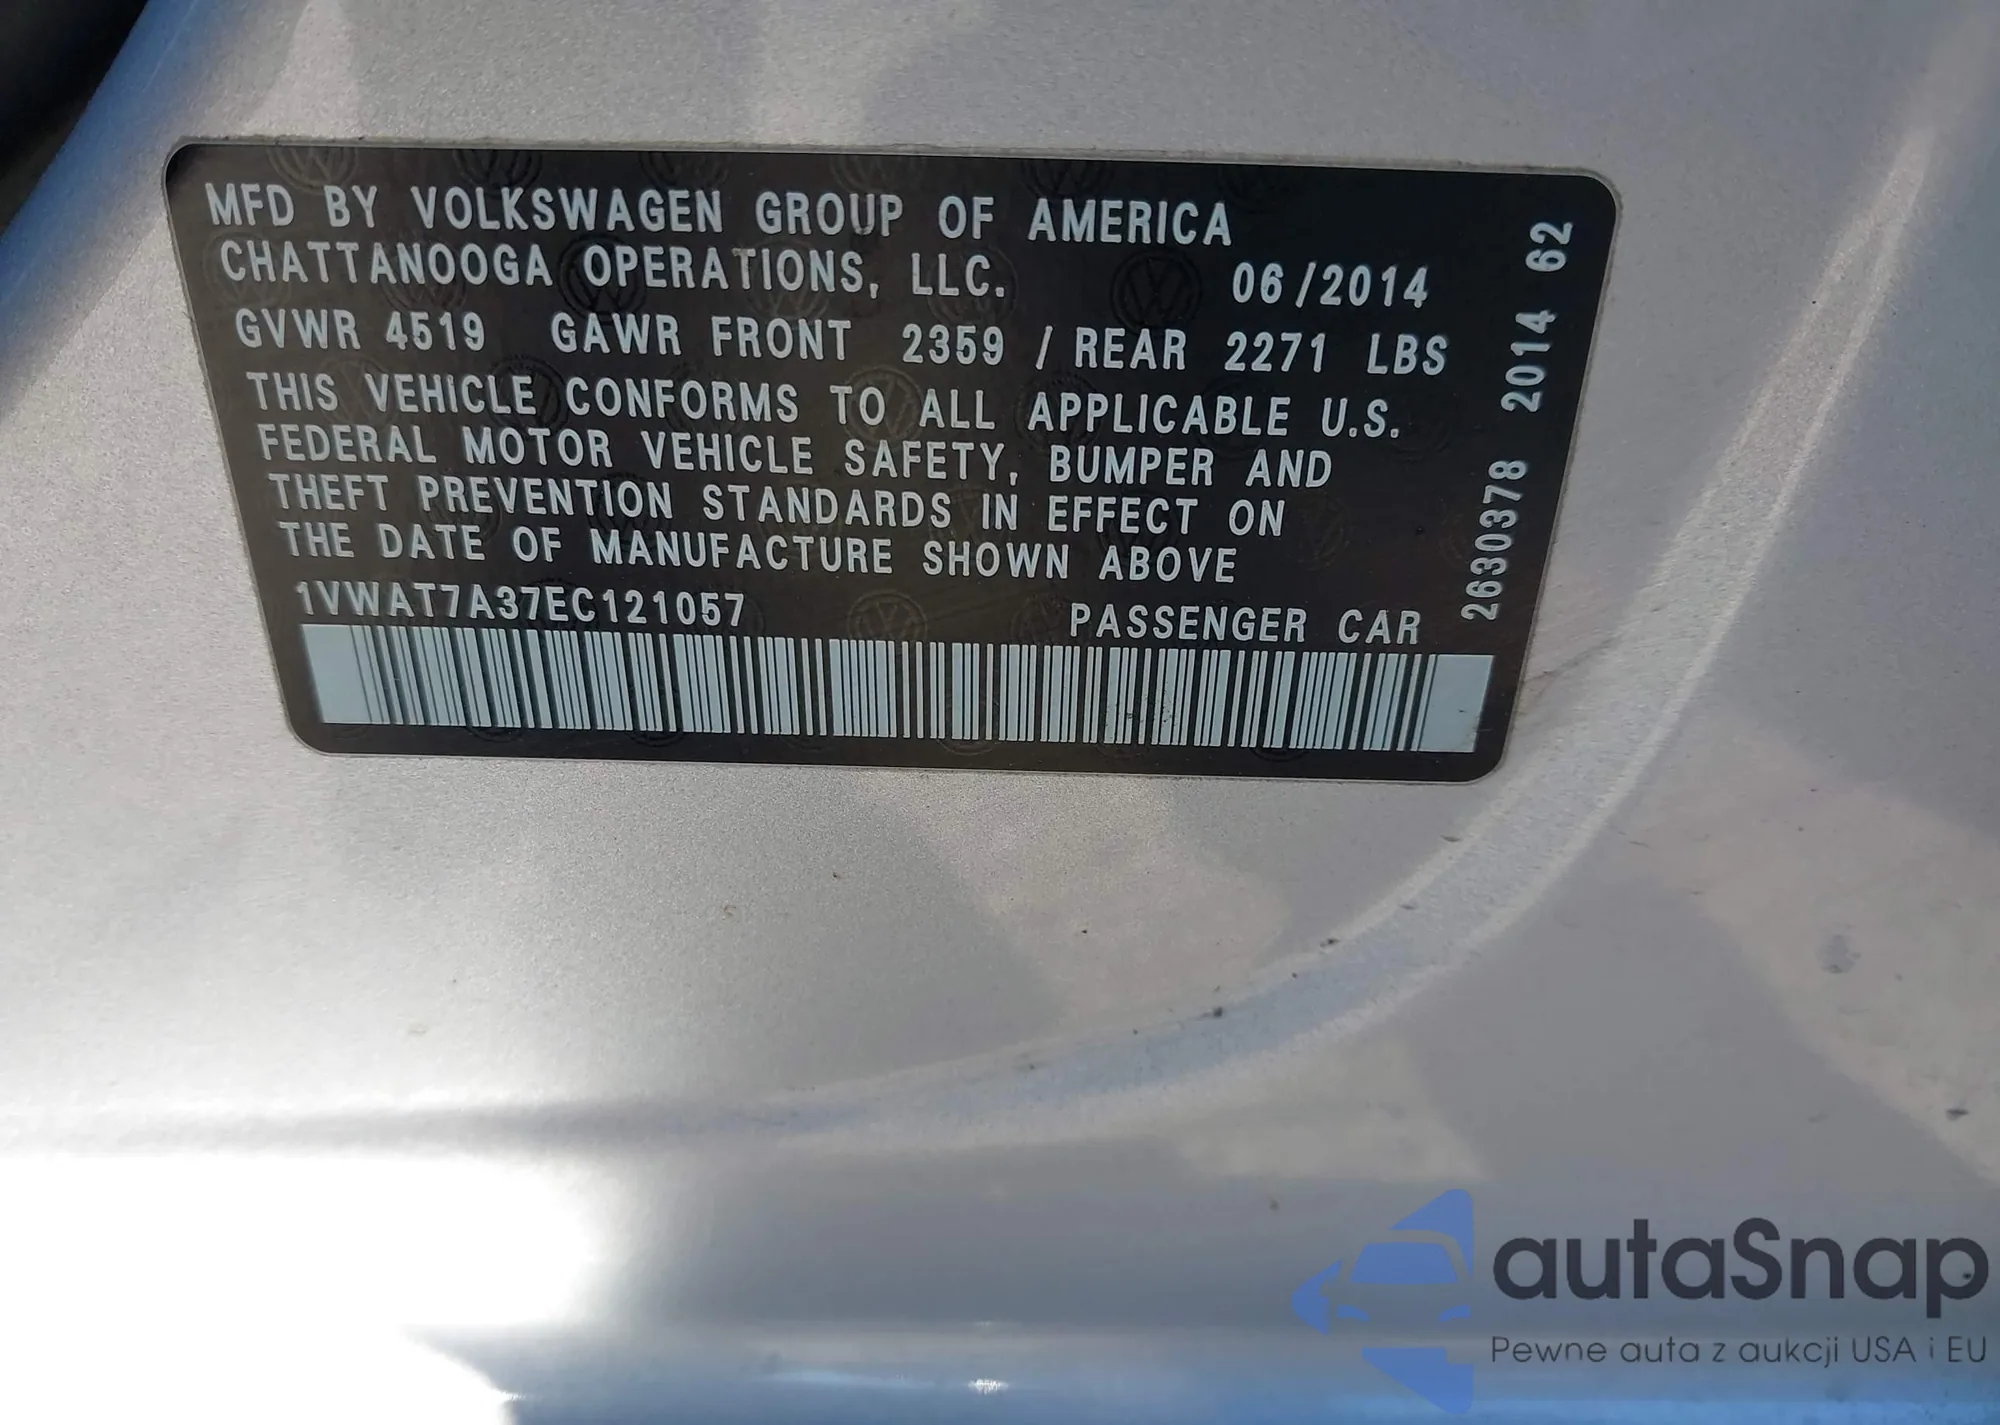 MFD BY VOLKSWAGEN GROUP OF AMERICA
CHATTANOOGA OPERATIONS, LLC. 06/2014
GVWR 4519 GAWR FRONT 2359 / REAR 2271 LBS
THIS VEHICLE CONFORMS TO ALL APPLICABLE U.S.
FEDERAL MOTOR VEHICLE SAFETY, BUMPER AND
THEFT PREVENTION STANDARDS IN EFFECT ON
THE DATE OF MANUFACTURE SHOWN ABOVE
1VWAT7A37EC121057 PASSENGER CAR
26303378 2014 62
autaSnap
Pewne auta z aukcji USA i EU